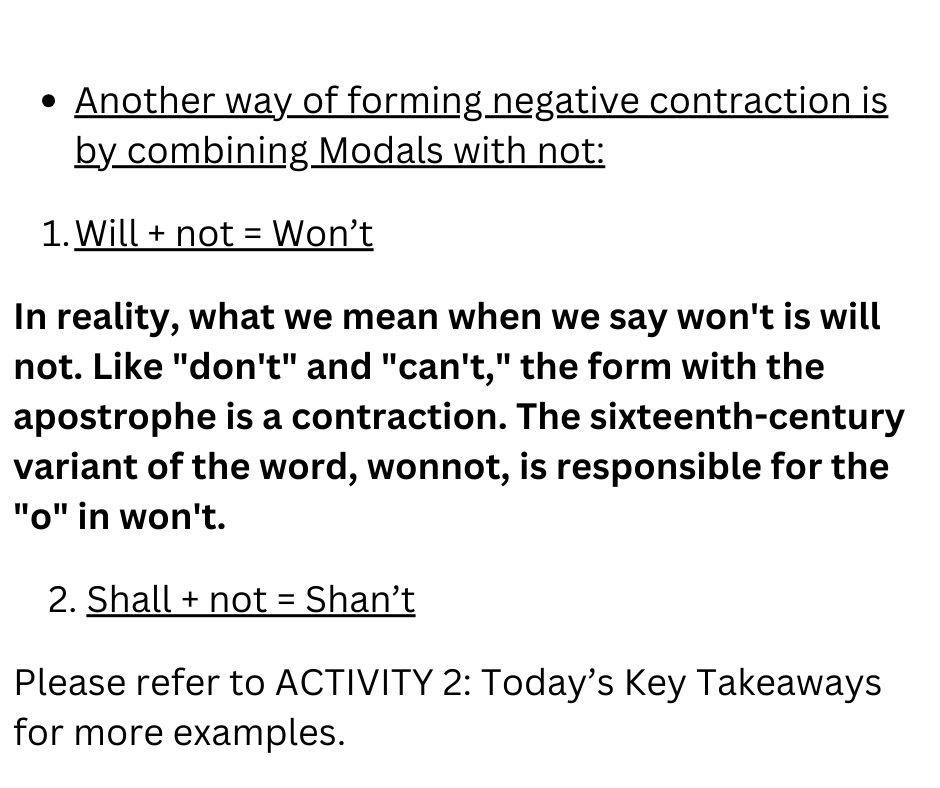 • Another way of forming negative contraction is
by combining Modals with not:
1. Will + not = Won’t
In reality, what we mean when we say won't is will
not. Like "don't" and "can't," the form with the
apostrophe is a contraction. The sixteenth-century
variant of the word, wonnot, is responsible for the
"o" in won't.
2. Shall + not = Shan’t
Please refer to ACTIVITY 2: Today’s Key Takeaways
for more examples.